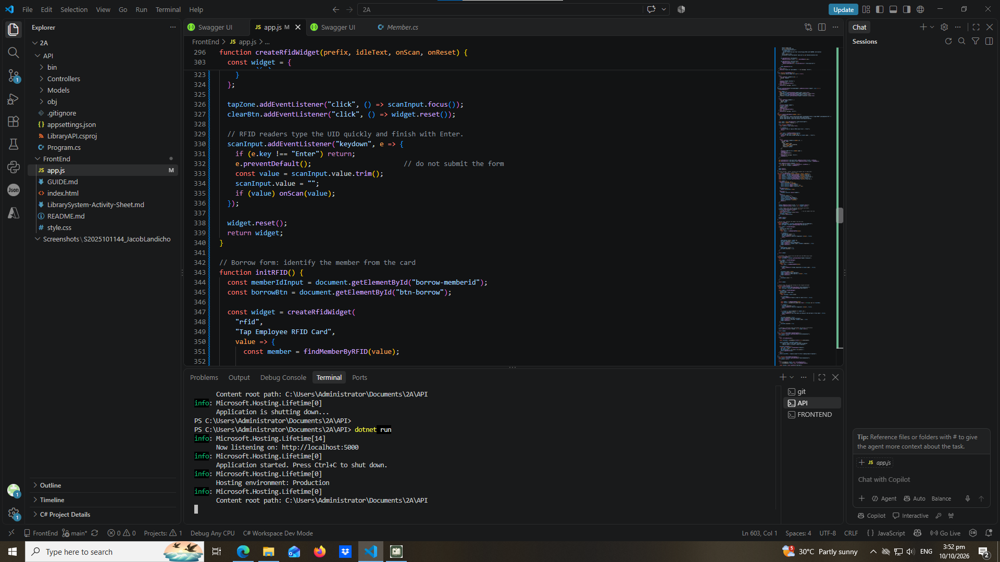 File Edit Selection View Go Run Terminal Help
2A
Update
Explorer
2A
API
bin
Controllers
Models
obj
.gitignore
appsettings.json
LibraryAPI.csproj
Program.cs
FrontEnd
app.js M
GUIDE.md
index.html
LibrarySystem-Activity-Sheet.md
README.md
style.css
Screenshots\S2025101144_JacobLandicho
Outline
Timeline
C# Project Details
Swagger UI
JS app.js M
Swagger UI
Member.cs
FrontEnd > JS app.js > ...
296 function createRfidWidget(prefix, idleText, onScan, onReset) {
303 const widget = {
323 }
324 };
325
326 tapZone.addEventListener("click", () => scanInput.focus());
327 clearBtn.addEventListener("click", () => widget.reset());
328
329 // RFID readers type the UID quickly and finish with Enter.
330 scanInput.addEventListener("keydown", e => {
331 if (e.key !== "Enter") return;
332 e.preventDefault(); // do not submit the form
333 const value = scanInput.value.trim();
334 scanInput.value = "";
335 if (value) onScan(value);
336 });
337
338 widget.reset();
339 return widget;
340 }
341
342 // Borrow form: identify the member from the card
343 function initRFID() {
344 const memberIdInput = document.getElementById("borrow-memberid");
345 const borrowBtn = document.getElementById("btn-borrow");
346
347 const widget = createRfidWidget(
348 "rfid",
349 "Tap Employee RFID Card",
350 value => {
351 const member = findMemberByRFID(value);
352
Problems Output Debug Console Terminal Ports
Content root path: C:\Users\Administrator\Documents\2A\API
info: Microsoft.Hosting.Lifetime[0]
Application is shutting down...
PS C:\Users\Administrator\Documents\2A\API>
PS C:\Users\Administrator\Documents\2A\API> dotnet run
info: Microsoft.Hosting.Lifetime[14]
Now listening on: http://localhost:5000
info: Microsoft.Hosting.Lifetime[0]
Application started. Press Ctrl+C to shut down.
info: Microsoft.Hosting.Lifetime[0]
Hosting environment: Production
info: Microsoft.Hosting.Lifetime[0]
Content root path: C:\Users\Administrator\Documents\2A\API
git
API
FRONTEND
Chat
Sessions
Tip: Reference files or folders with # to give
the agent more context about the task.
JS app.js
Chat with Copilot
Agent Auto Balance
Copilot Interactive
FrontEnd main* 0 0 Projects: 1 Debug Any CPU C# Workspace Dev Mode
Ln 603, Col 1 Spaces: 4 UTF-8 CRLF { } JavaScript Go Live
Type here to search
30°C Partly sunny
ENG
3:52 pm
10/10/2026